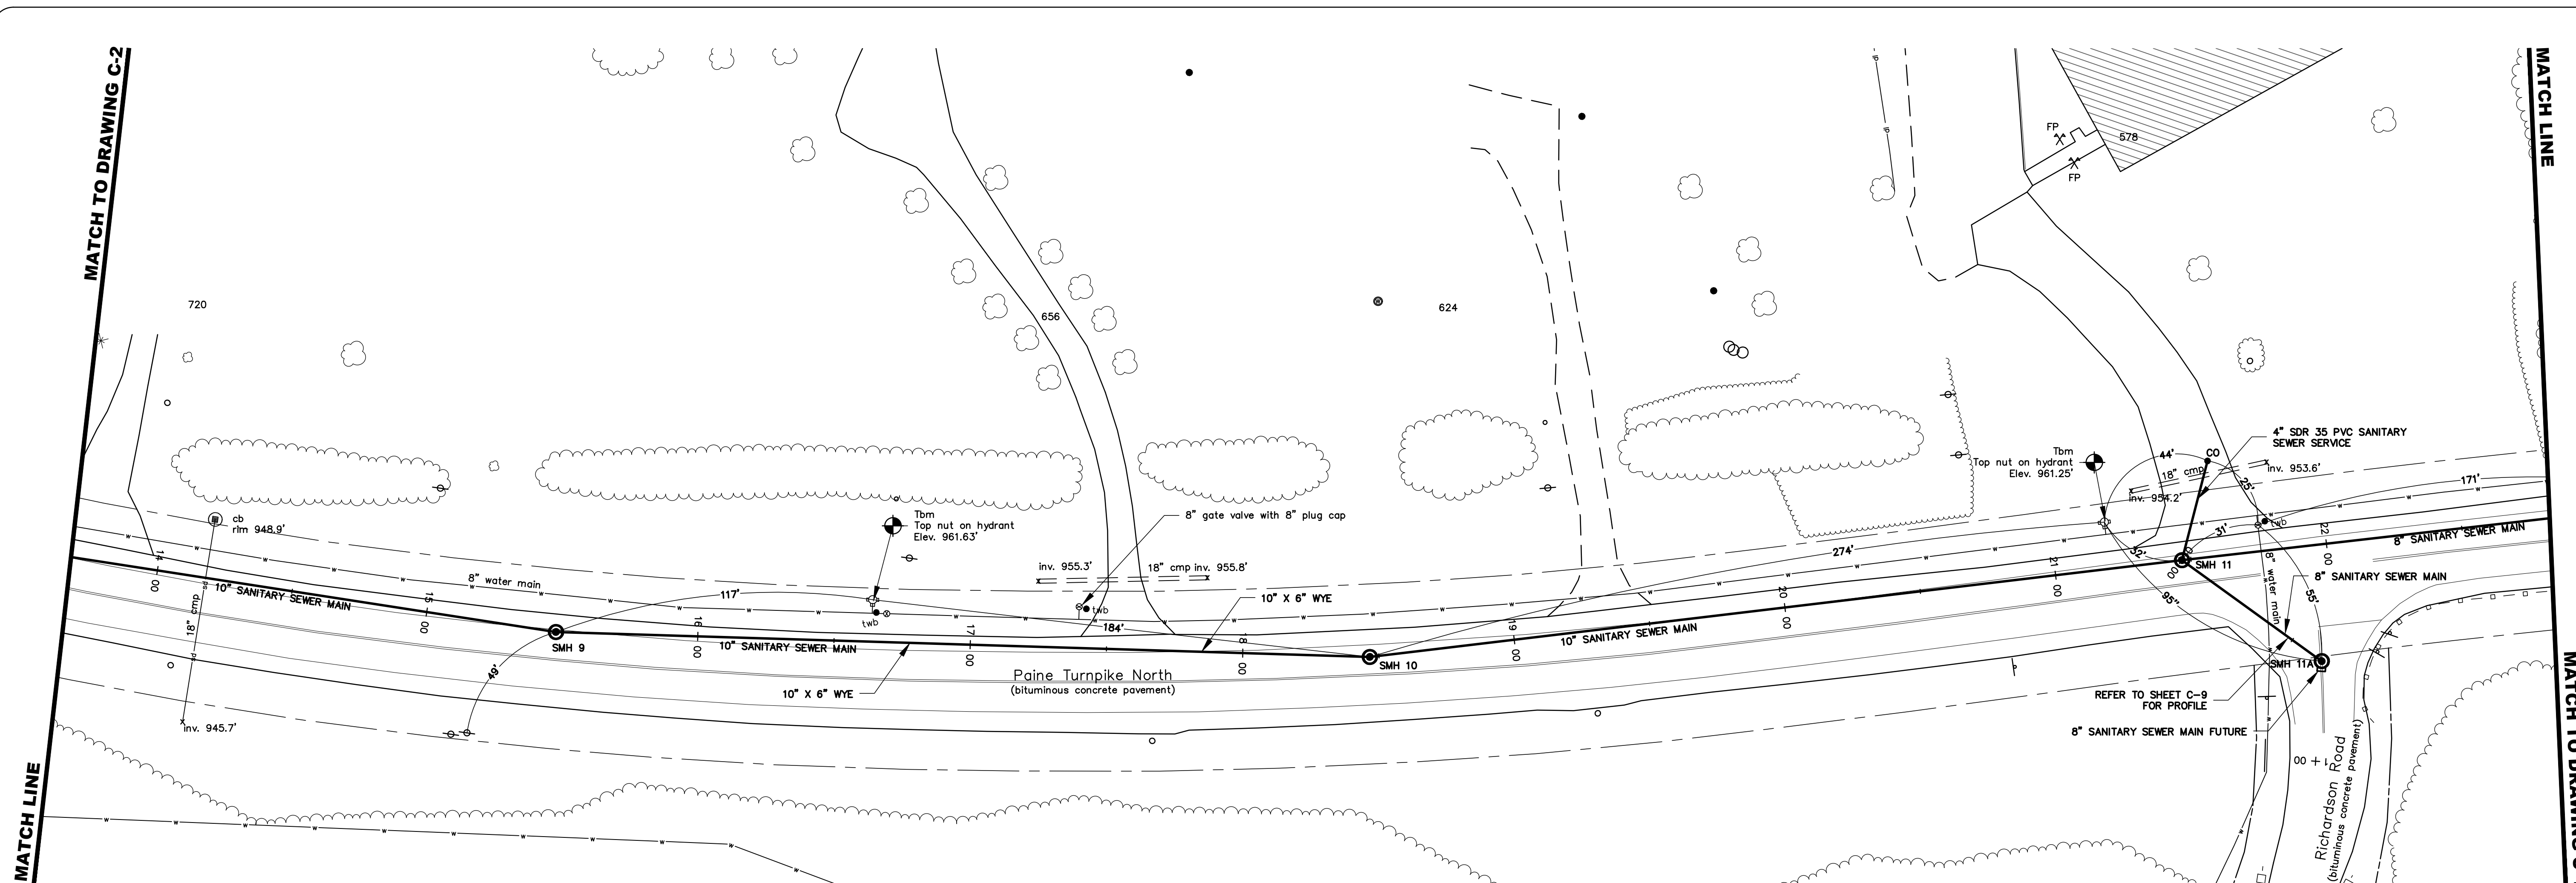 MATCH TO DRAWING C-2
MATCH LINE
FP
578
FP
720
656
624
4" SDR 35 PVC SANITARY
SEWER SERVICE
Tbm
Top nut on hydrant
Elev. 961.25'
44'
CO
18" cmp
inv. 953.6'
inv. 954.2'
25'
171'
cb
rim 948.9'
Tbm
Top nut on hydrant
Elev. 961.63'
8" gate valve with 8" plug cap
twb
22
00
31'
32'
274'
8" SANITARY SEWER MAIN
14
00
8" water main
inv. 955.3'
18" cmp
inv. 955.8'
21
00
SMH 11
00
8" SANITARY SEWER MAIN
8" water main
55'
95"
10" SANITARY SEWER MAIN
15
00
117'
10" X 6" WYE
20
00
18" cmp
twb
twb
184'
16
00
17
00
18
00
19
00
10" SANITARY SEWER MAIN
SMH 9
10" SANITARY SEWER MAIN
SMH 10
SMH 11A
49'
Paine Turnpike North
(bituminous concrete pavement)
10" X 6" WYE
REFER TO SHEET C-9
FOR PROFILE
inv. 945.7'
8" SANITARY SEWER MAIN FUTURE
1+00
Richardson Road
(bituminous concrete pavement)
MATCH LINE
MATCH TO DRAWING